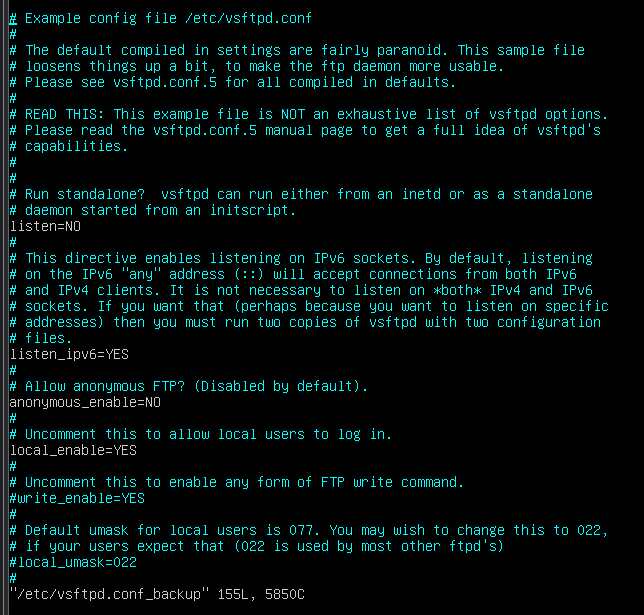 # Example config file /etc/vsftpd.conf
#
# The default compiled in settings are fairly paranoid. This sample file
# loosens things up a bit, to make the ftp daemon more usable.
# Please see vsftpd.conf.5 for all compiled in defaults.
#
# READ THIS: This example file is NOT an exhaustive list of vsftpd options.
# Please read the vsftpd.conf.5 manual page to get a full idea of vsftpd's
# capabilities.
#
#
# Run standalone?  vsftpd can run either from an inetd or as a standalone
# daemon started from an initscript.
listen=NO
#
# This directive enables listening on IPv6 sockets. By default, listening
# on the IPv6 "any" address (::) will accept connections from both IPv6
# and IPv4 clients. It is not necessary to listen on *both* IPv4 and IPv6
# sockets. If you want that (perhaps because you want to listen on specific
# addresses) then you must run two copies of vsftpd with two configuration
# files.
listen_ipv6=YES
#
# Allow anonymous FTP? (Disabled by default).
anonymous_enable=NO
#
# Uncomment this to allow local users to log in.
local_enable=YES
#
# Uncomment this to enable any form of FTP write command.
#write_enable=YES
#
# Default umask for local users is 077. You may wish to change this to 022,
# if your users expect that (022 is used by most other ftpd's)
#local_umask=022
#
"/etc/vsftpd.conf_backup" 155L, 5850C